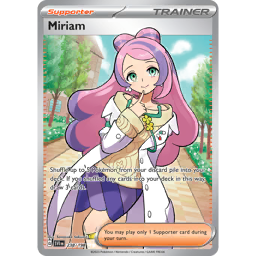 Supporter
TRAINER
Miriam
Shuffle up to 5 Pokémon from your discard pile into your
deck. If you shuffled any cards into your deck in this way,
draw 3 cards.
You may play only 1 Supporter card during
your turn.